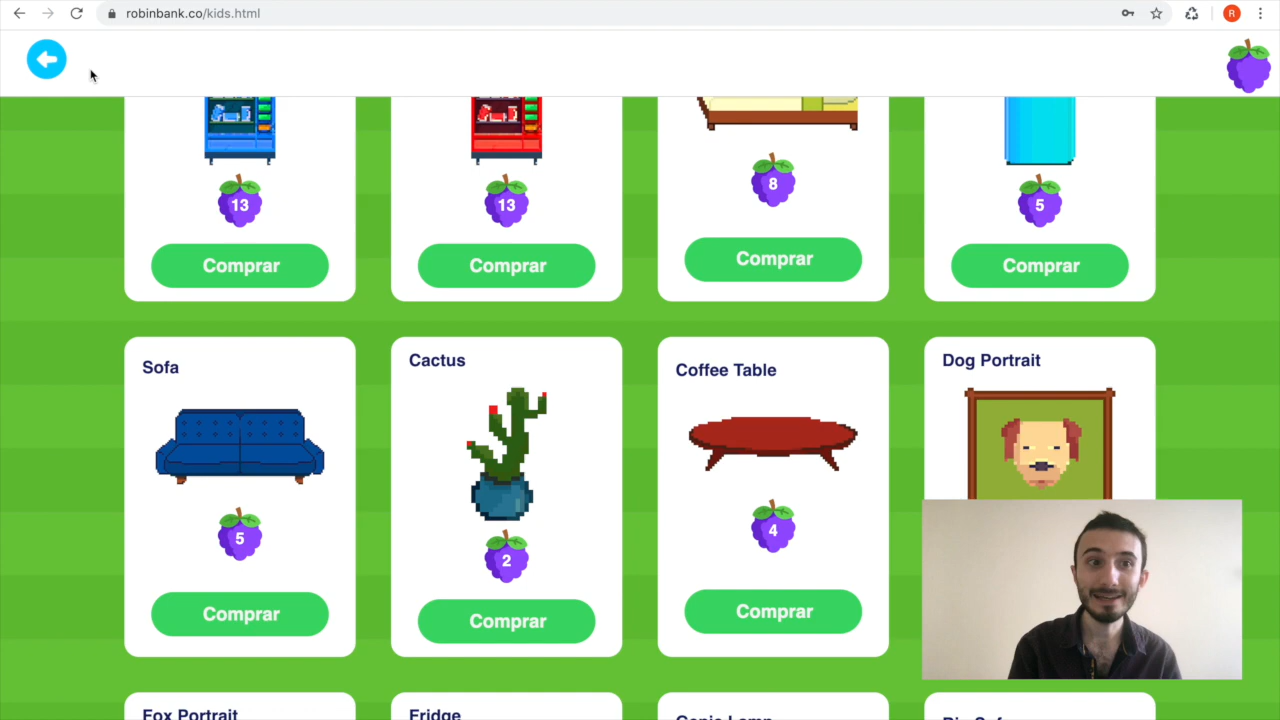 robinbank.co/kids.html
R
13
13
8
5
Comprar
Comprar
Comprar
Comprar
Sofa
Cactus
Coffee Table
Dog Portrait
5
2
4
Comprar
Comprar
Comprar
Fox Portrait
Fridge